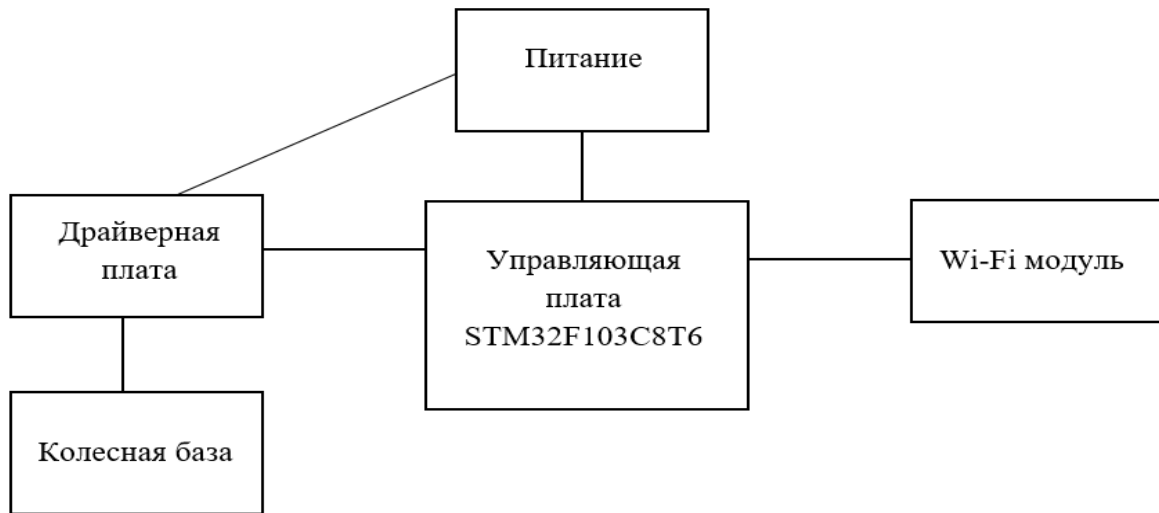 Питание
Драйверная
плата
Управляющая
плата
STM32F103C8T6
Wi-Fi модуль
Колесная база